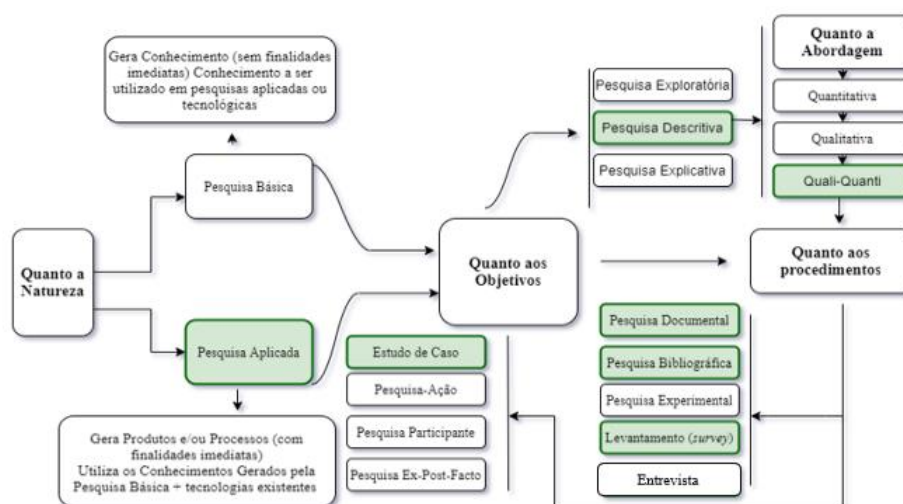 Gera Conhecimento (sem finalidades
imediatas) Conhecimento a ser
utilizado em pesquisas aplicadas ou
tecnológicas
Pesquisa Básica
Quanto a
Natureza
Pesquisa Aplicada
Gera Produtos e/ou Processos (com
finalidades imediatas)
Utiliza os Conhecimentos Gerados pela
Pesquisa Básica + tecnologias existentes
Quanto aos
Objetivos
Pesquisa Exploratória
Pesquisa Descritiva
Pesquisa Explicativa
Quanto a
Abordagem
Quantitativa
Qualitativa
Quali-Quanti
Quanto aos
procedimentos
Pesquisa Documental
Pesquisa Bibliográfica
Pesquisa Experimental
Levantamento (survey)
Entrevista
Estudo de Caso
Pesquisa-Ação
Pesquisa Participante
Pesquisa Ex-Post-Facto